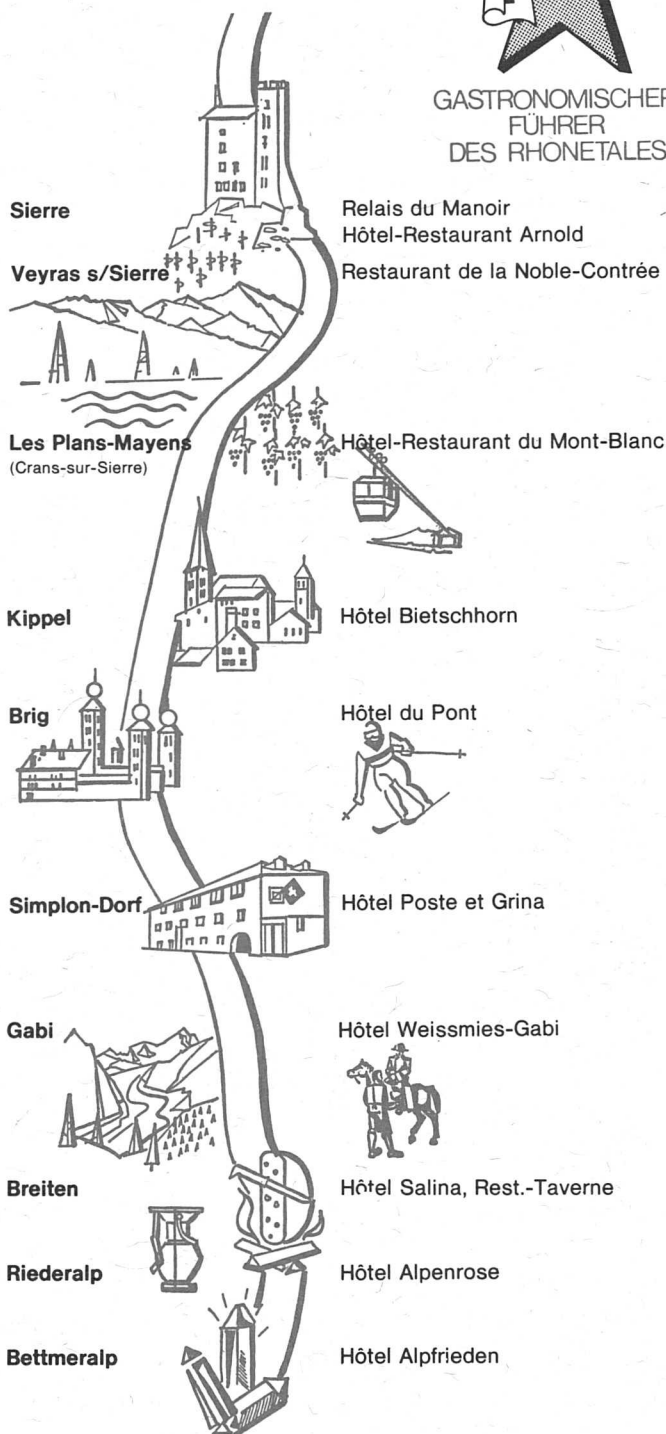 GASTRONOMISCHER
FÜHRER
DES RHONETALES
Sierre Relais du Manoir
Hôtel-Restaurant Arnold
Veyras s/Sierre Restaurant de la Noble-Contrée
Les Plans-Mayens Hôtel-Restaurant du Mont-Blanc
(Crans-sur-Sierre)
Kippel Hôtel Bietschhorn
Brig Hôtel du Pont
Simplon-Dorf Hôtel Poste et Grina
Gabi Hôtel Weissmies-Gabi
Breiten Hôtel Salina, Rest.-Taverne
Riederalp Hôtel Alpenrose
Bettmeralp Hôtel Alpfrieden